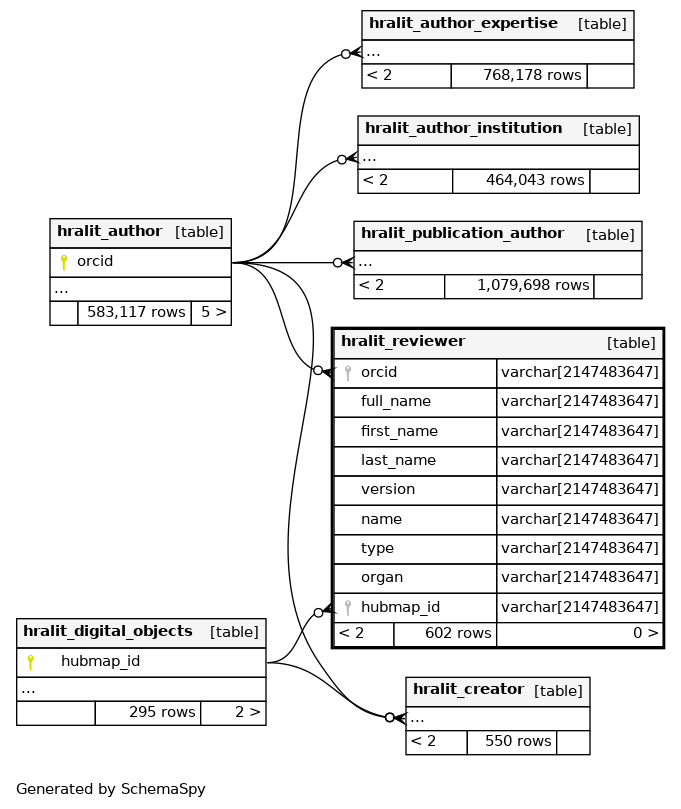 hralit_author_expertise [table]
...
< 2 768,178 rows
hralit_author_institution [table]
...
< 2 464,043 rows
hralit_author [table]
orcid
...
583,117 rows 5 >
hralit_publication_author [table]
...
< 2 1,079,698 rows
hralit_reviewer [table]
orcid varchar[2147483647]
full_name varchar[2147483647]
first_name varchar[2147483647]
last_name varchar[2147483647]
version varchar[2147483647]
name varchar[2147483647]
type varchar[2147483647]
organ varchar[2147483647]
hubmap_id varchar[2147483647]
< 2 602 rows 0 >
hralit_digital_objects [table]
hubmap_id
...
295 rows 2 >
hralit_creator [table]
...
< 2 550 rows
Generated by SchemaSpy